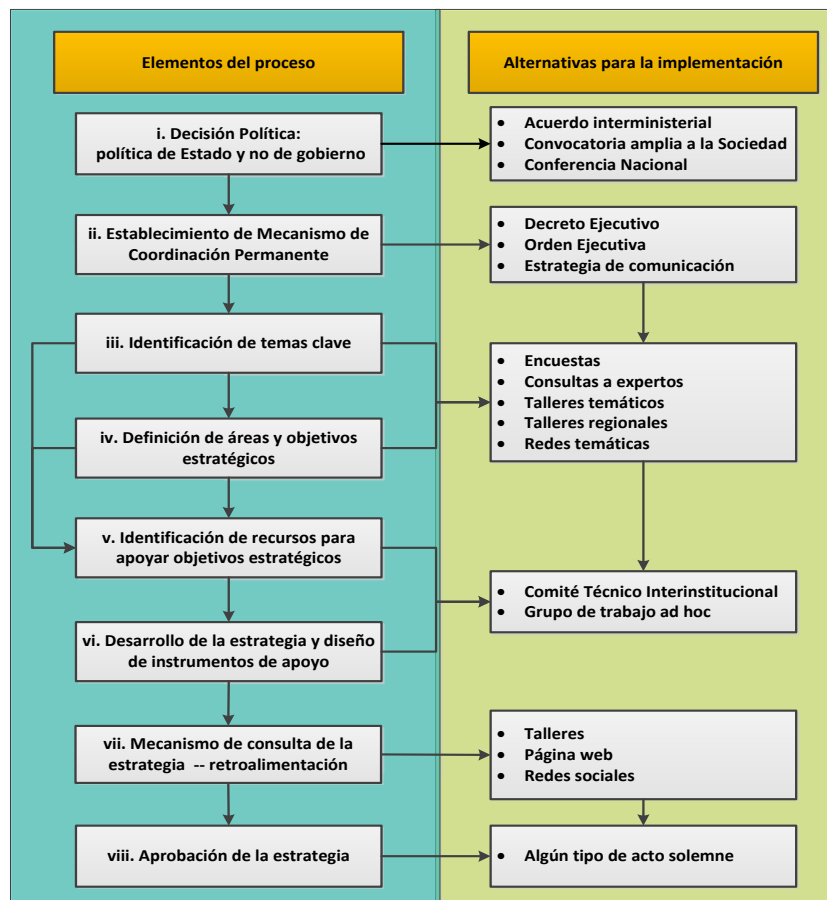 Elementos del proceso
Alternativas para la implementación
i. Decisión Política:
política de Estado y no de gobierno
• Acuerdo interministerial
• Convocatoria amplia a la Sociedad
• Conferencia Nacional
ii. Establecimiento de Mecanismo de
Coordinación Permanente
• Decreto Ejecutivo
• Orden Ejecutiva
• Estrategia de comunicación
iii. Identificación de temas clave
• Encuestas
• Consultas a expertos
• Talleres temáticos
• Talleres regionales
• Redes temáticas
iv. Definición de áreas y objetivos
estratégicos
v. Identificación de recursos para
apoyar objetivos estratégicos
• Comité Técnico Interinstitucional
• Grupo de trabajo ad hoc
vi. Desarrollo de la estrategia y diseño
de instrumentos de apoyo
vii. Mecanismo de consulta de la
estrategia -- retroalimentación
• Talleres
• Página web
• Redes sociales
viii. Aprobación de la estrategia
• Algún tipo de acto solemne